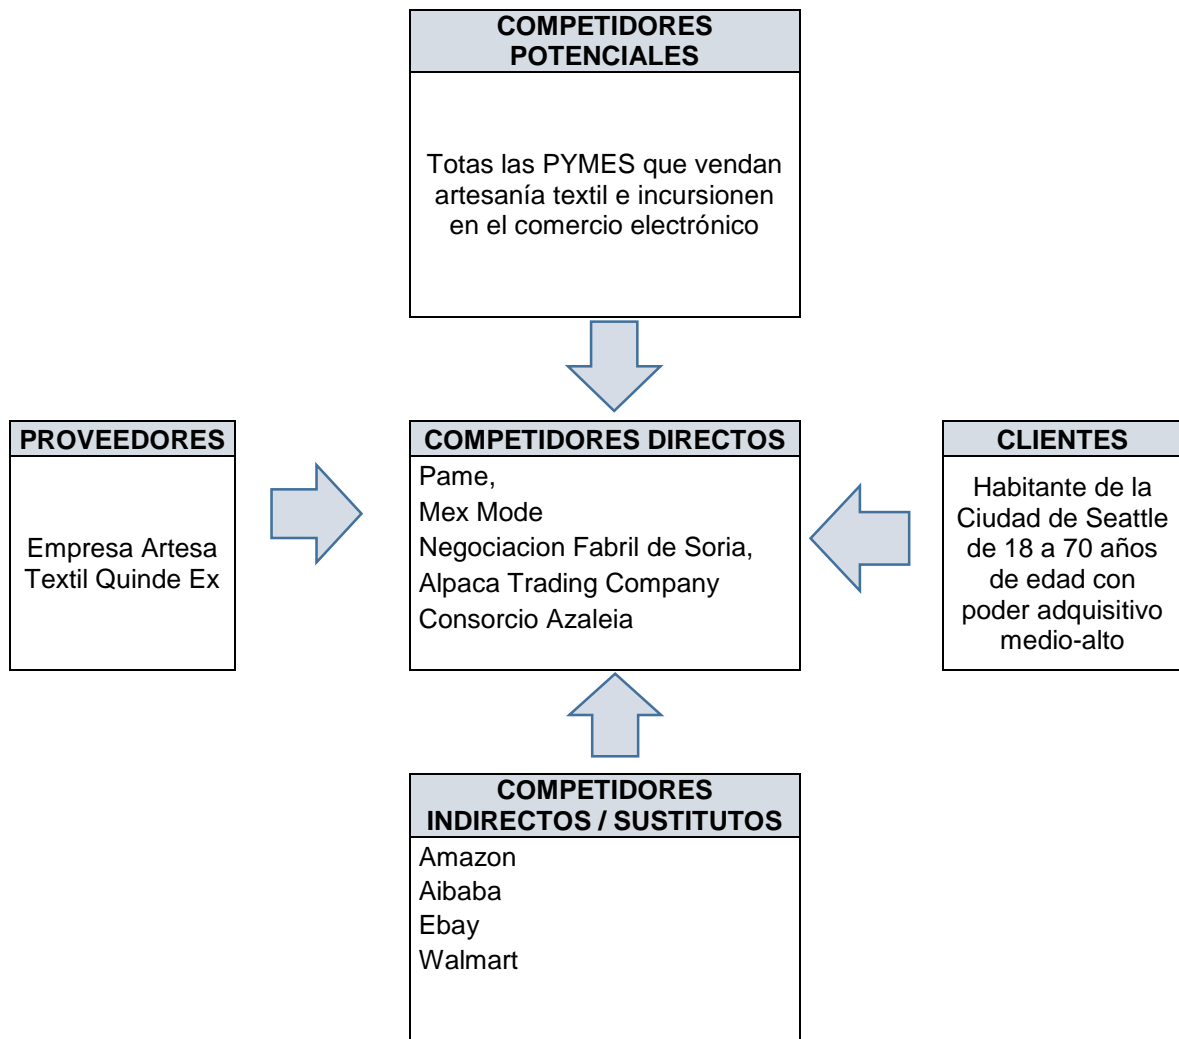 COMPETIDORES
POTENCIALES
Totas las PYMES que vendan
artesanía textil e incursionen
en el comercio electrónico
PROVEEDORES
Empresa Artesa
Textil Quinde Ex
COMPETIDORES DIRECTOS
Pame,
Mex Mode
Negociacion Fabril de Soria,
Alpaca Trading Company
Consorcio Azaleia
CLIENTES
Habitante de la
Ciudad de Seattle
de 18 a 70 años
de edad con
poder adquisitivo
medio-alto
COMPETIDORES
INDIRECTOS / SUSTITUTOS
Amazon
Aibaba
Ebay
Walmart